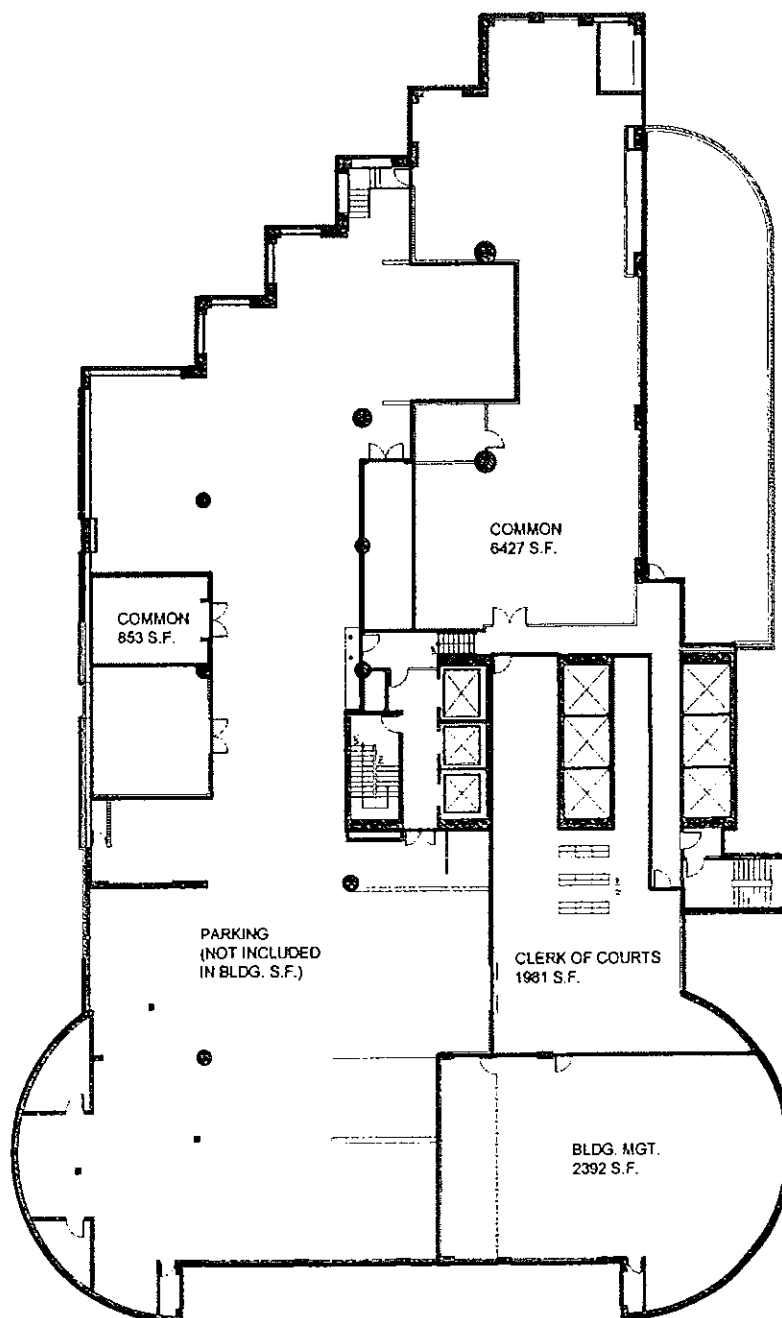 COMMON
6427 S.F.
COMMON
853 S.F.
PARKING
(NOT INCLUDED
IN BLDG. S.F.)
CLERK OF COURTS
1981 S.F.
BLDG. MGT.
2392 S.F.